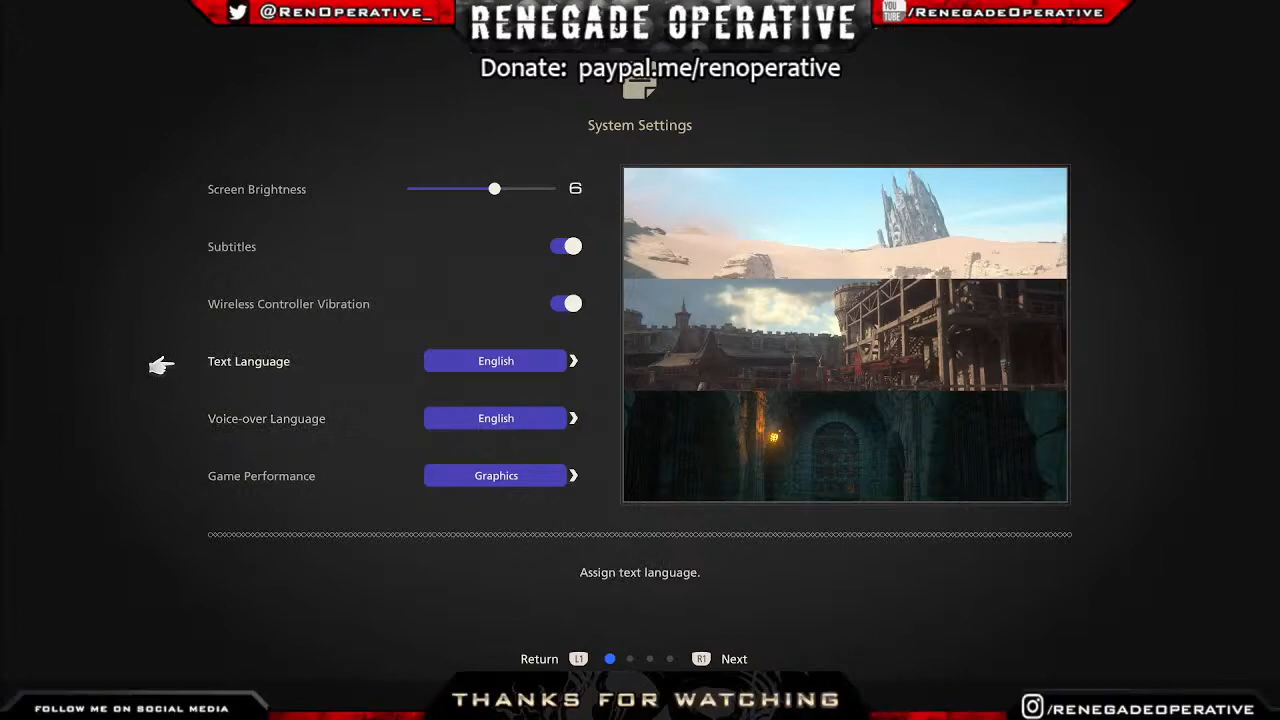 @RenOperative_
RENEGADE OPERATIVE
YOU TUBE /RenegadeOperative
Donate: paypal.me/renoperative
System Settings
Screen Brightness 6
Subtitles
Wireless Controller Vibration
Text Language English
Voice-over Language English
Game Performance Graphics
Assign text language.
Return L1 R1 Next
THANKS FOR WATCHING
FOLLOW ME ON SOCIAL MEDIA
/RENEGADEOPERATIVE